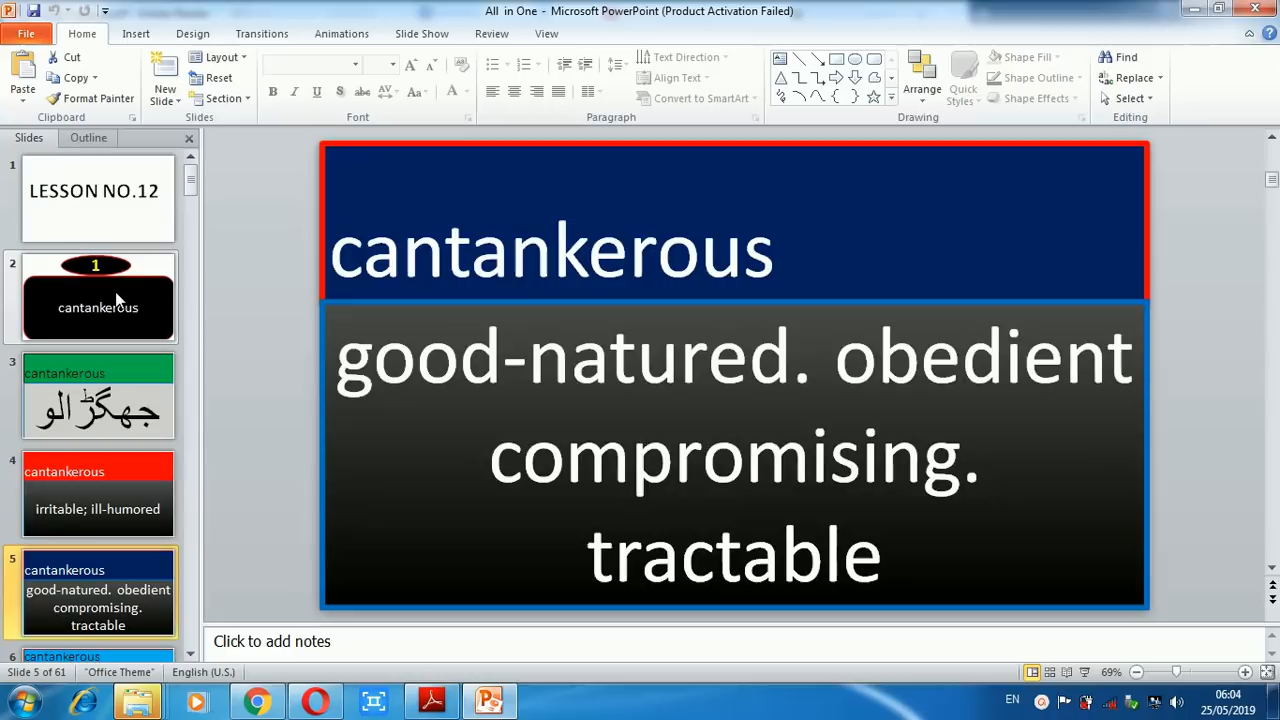 All in One - Microsoft PowerPoint (Product Activation Failed)
File Home Insert Design Transitions Animations Slide Show Review View
Paste
Cut
Copy
Format Painter
Clipboard
New Slide
Layout
Reset
Section
Slides
B I U S abc AV Aa A
Font
Text Direction
Align Text
Convert to SmartArt
Paragraph
Arrange
Quick Styles
Shape Fill
Shape Outline
Shape Effects
Drawing
Find
Replace
Select
Editing
Slides Outline
1
LESSON NO.12
2
1
cantankerous
3
cantankerous
جھگڑالو
4
cantankerous
irritable; ill-humored
5
cantankerous
good-natured. obedient
compromising.
tractable
6
cantankerous
cantankerous
good-natured. obedient
compromising.
tractable
Click to add notes
Slide 5 of 61 "Office Theme" English (U.S.) 69%
EN 06:04
25/05/2019